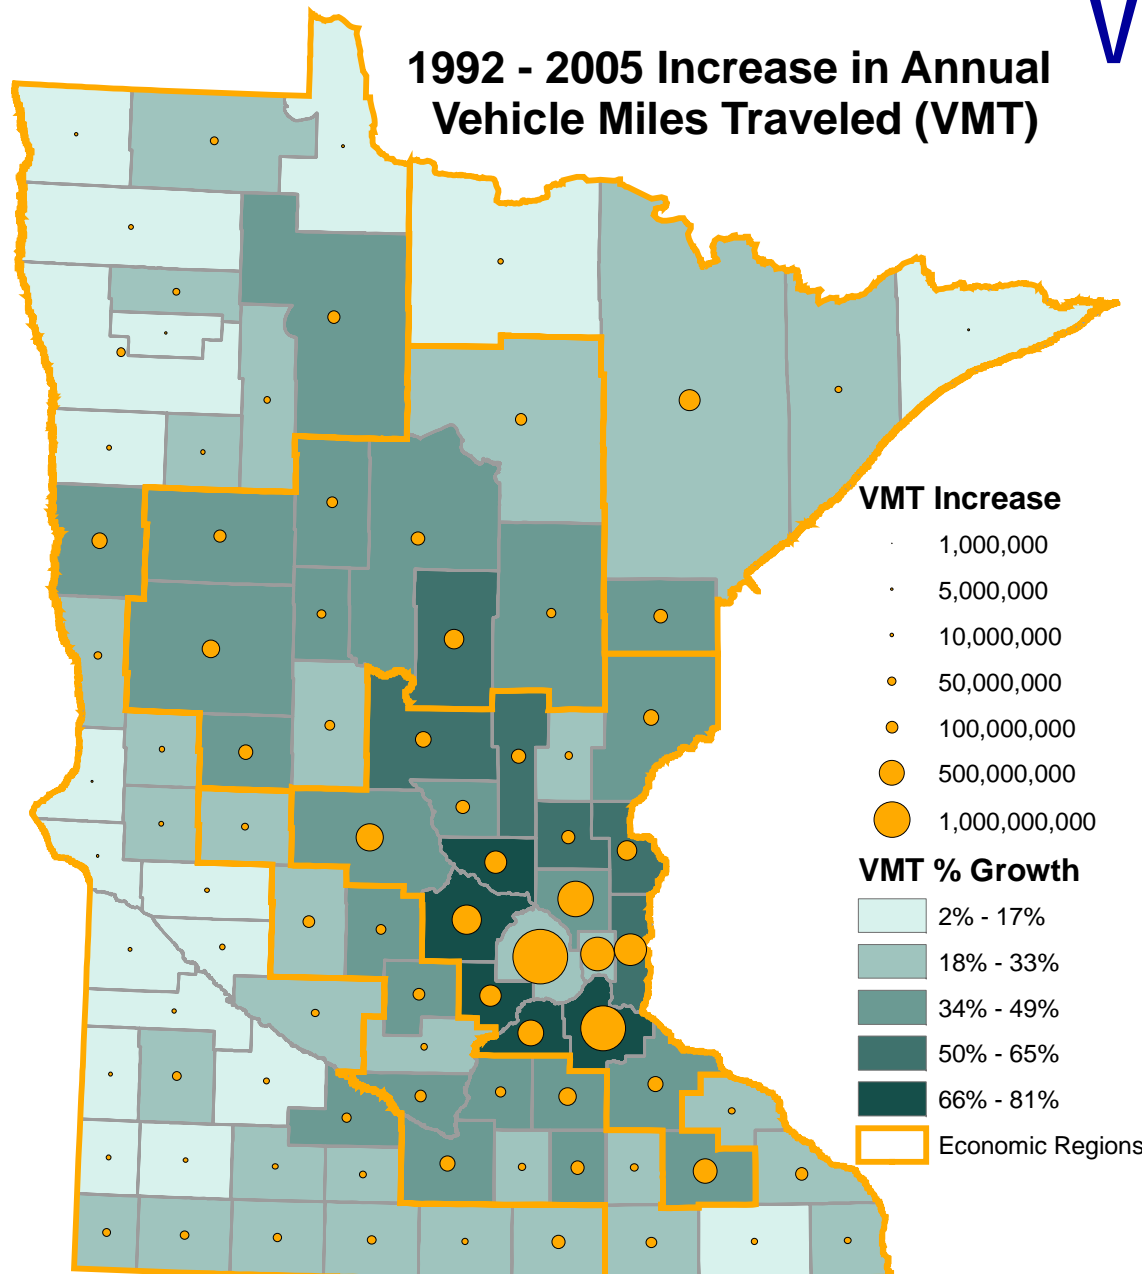 V
1992 - 2005 Increase in Annual
Vehicle Miles Traveled (VMT)
VMT Increase
1,000,000
5,000,000
10,000,000
50,000,000
100,000,000
500,000,000
1,000,000,000
VMT % Growth
2% - 17%
18% - 33%
34% - 49%
50% - 65%
66% - 81%
Economic Regions